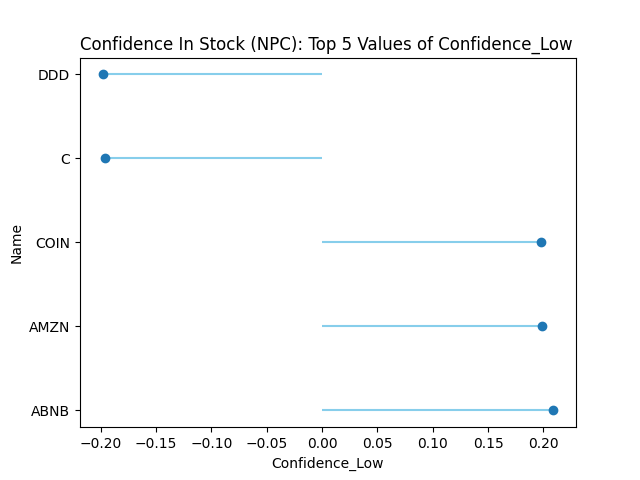 Confidence In Stock (NPC): Top 5 Values of Confidence_Low
DDD
C
COIN
AMZN
ABNB
Name
−0.20 −0.15 −0.10 −0.05 0.00 0.05 0.10 0.15 0.20
Confidence_Low